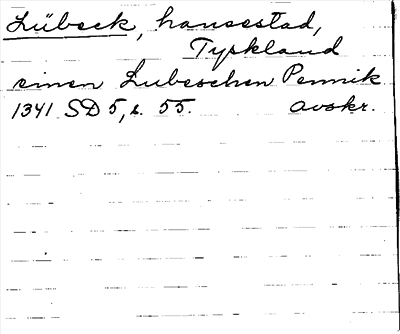 Lübeck, hansestad,
Tyskland
einen Lubeschen Pennik
1341 SD 5, s. 55. avskr.